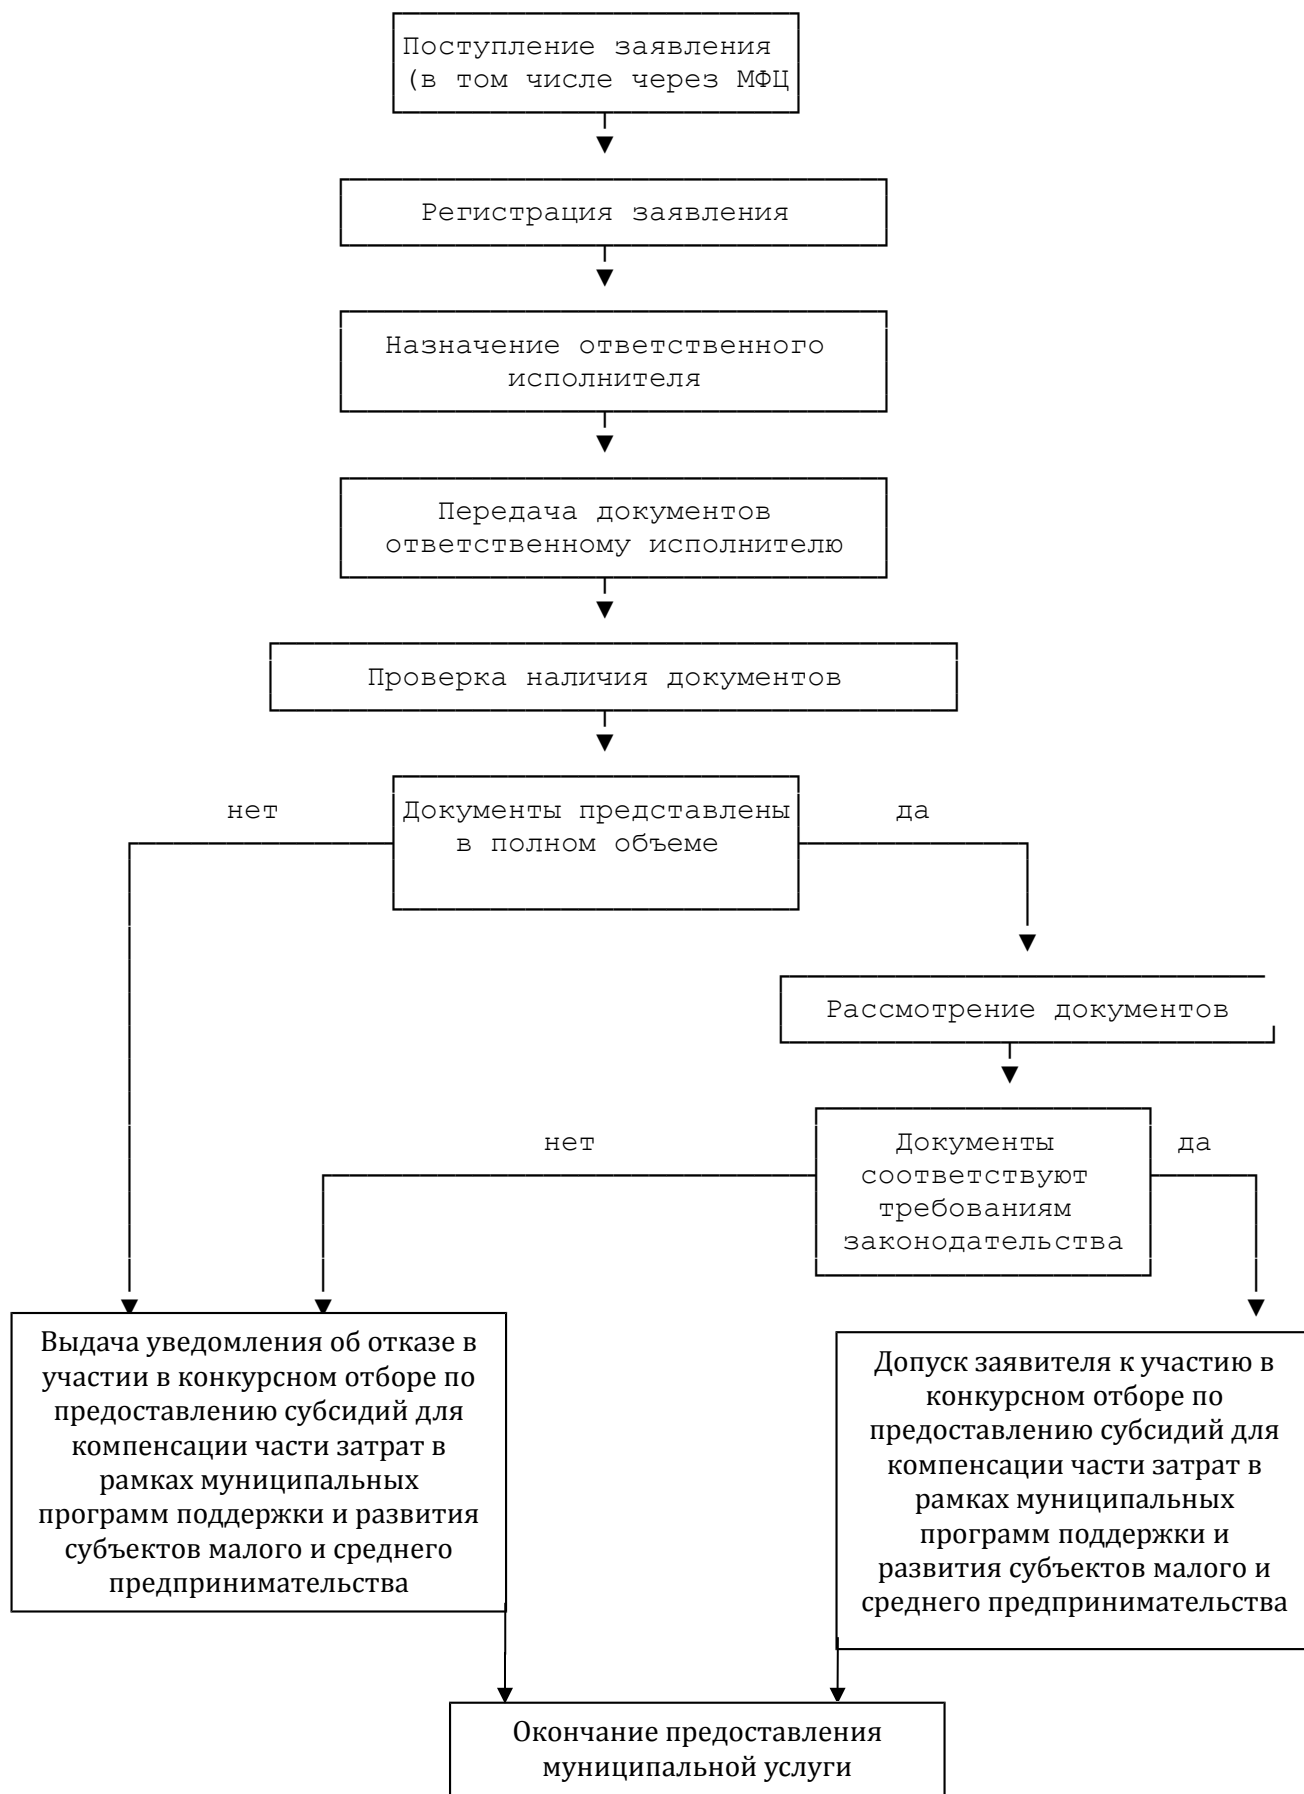 Поступление заявления
(в том числе через МФЦ
Регистрация заявления
Назначение ответственного
исполнителя
Передача документов
ответственному исполнителю
Проверка наличия документов
нет
Документы представлены
в полном объеме
да
Рассмотрение документов
нет
Документы
соответствуют
требованиям
законодательства
да
Выдача уведомления об отказе в
участии в конкурсном отборе по
предоставлению субсидий для
компенсации части затрат в
рамках муниципальных
программ поддержки и развития
субъектов малого и среднего
предпринимательства
Допуск заявителя к участию в
конкурсном отборе по
предоставлению субсидий для
компенсации части затрат в
рамках муниципальных
программ поддержки и
развития субъектов малого и
среднего предпринимательства
Окончание предоставления
муниципальной услуги